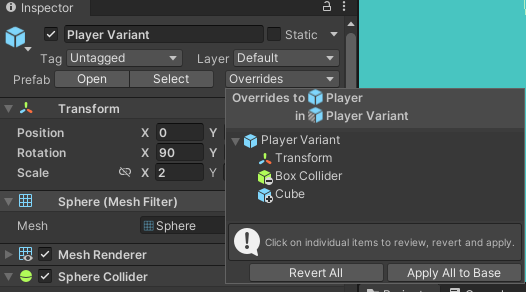 Inspector
Player Variant Static
Tag Untagged Layer Default
Prefab Open Select Overrides
Overrides to Player
in Player Variant
Transform
Position X 0 Y
Rotation X 90 Y
Scale X 2 Y
Player Variant
Transform
Box Collider
Cube
Sphere (Mesh Filter)
Mesh Sphere
Click on individual items to review, revert and apply.
Mesh Renderer
Sphere Collider
Revert All Apply All to Base